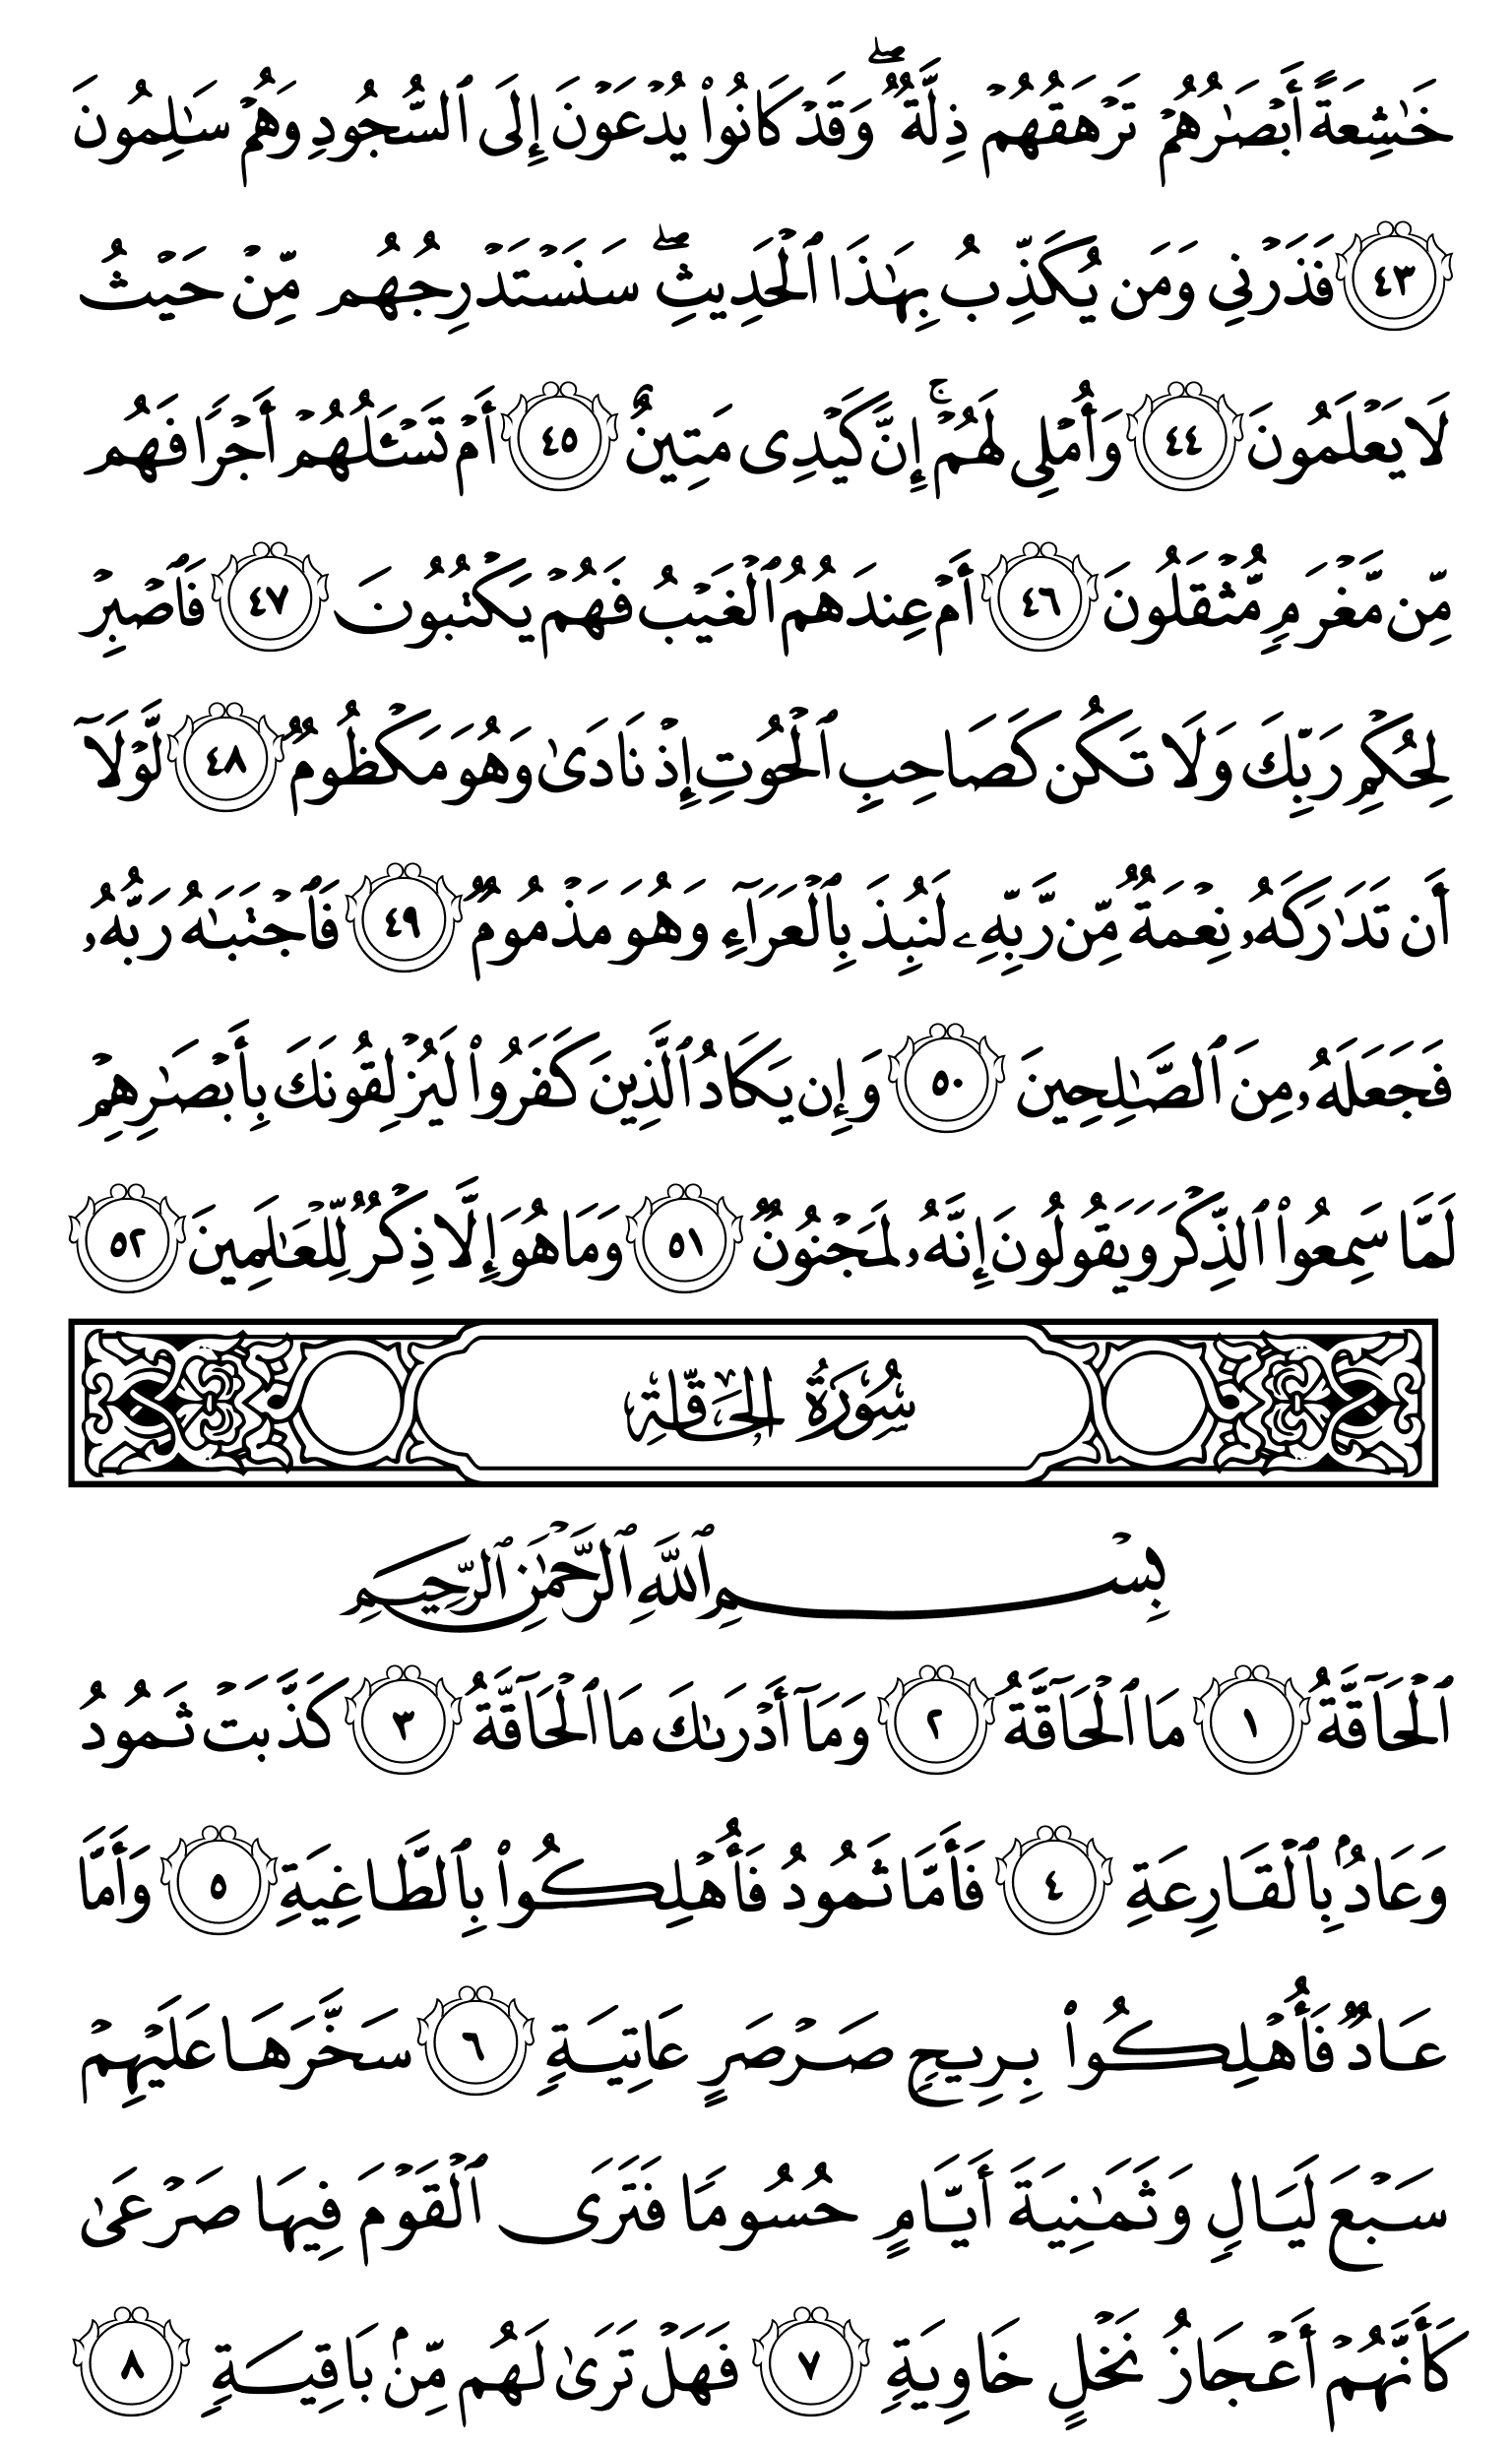 خَٰشِعَةً أَبْصَٰرُهُمْ تَرْهَقُهُمْ ذِلَّةٌ ۖ وَقَدْ كَانُوا۟ يُدْعَوْنَ إِلَى ٱلسُّجُودِ وَهُمْ سَٰلِمُونَ
٤٣ فَذَرْنِى وَمَن يُكَذِّبُ بِهَٰذَا ٱلْحَدِيثِ ۖ سَنَسْتَدْرِجُهُم مِّنْ حَيْثُ
لَا يَعْلَمُونَ ٤٤ وَأُمْلِى لَهُمْ ۚ إِنَّ كَيْدِى مَتِينٌ ٤٥ أَمْ تَسْـَٔلُهُمْ أَجْرًا فَهُم
مِّن مَّغْرَمٍ مُّثْقَلُونَ ٤٦ أَمْ عِندَهُمُ ٱلْغَيْبُ فَهُمْ يَكْتُبُونَ ٤٧ فَٱصْبِرْ
لِحُكْمِ رَبِّكَ وَلَا تَكُن كَصَاحِبِ ٱلْحُوتِ إِذْ نَادَىٰ وَهُوَ مَكْظُومٌ ٤٨ لَّوْلَآ
أَن تَدَٰرَكَهُۥ نِعْمَةٌ مِّن رَّبِّهِۦ لَنُبِذَ بِٱلْعَرَآءِ وَهُوَ مَذْمُومٌ ٤٩ فَٱجْتَبَٰهُ رَبُّهُۥ
فَجَعَلَهُۥ مِنَ ٱلصَّٰلِحِينَ ٥٠ وَإِن يَكَادُ ٱلَّذِينَ كَفَرُوا۟ لَيُزْلِقُونَكَ بِأَبْصَٰرِهِمْ
لَمَّا سَمِعُوا۟ ٱلذِّكْرَ وَيَقُولُونَ إِنَّهُۥ لَمَجْنُونٌ ٥١ وَمَا هُوَ إِلَّا ذِكْرٌ لِّلْعَٰلَمِينَ ٥٢
سُورَةُ الحَاقَّةِ
بِسْمِ ٱللَّهِ ٱلرَّحْمَٰنِ ٱلرَّحِيمِ
ٱلْحَآقَّةُ ١ مَا ٱلْحَآقَّةُ ٢ وَمَآ أَدْرَىٰكَ مَا ٱلْحَآقَّةُ ٣ كَذَّبَتْ ثَمُودُ
وَعَادٌۢ بِٱلْقَارِعَةِ ٤ فَأَمَّا ثَمُودُ فَأُهْلِكُوا۟ بِٱلطَّاغِيَةِ ٥ وَأَمَّا
عَادٌ فَأُهْلِكُوا۟ بِرِيحٍ صَرْصَرٍ عَاتِيَةٍ ٦ سَخَّرَهَا عَلَيْهِمْ
سَبْعَ لَيَالٍ وَثَمَٰنِيَةَ أَيَّامٍ حُسُومًا فَتَرَى ٱلْقَوْمَ فِيهَا صَرْعَىٰ
كَأَنَّهُمْ أَعْجَازُ نَخْلٍ خَاوِيَةٍ ٧ فَهَلْ تَرَىٰ لَهُم مِّنۢ بَاقِيَةٍ ٨